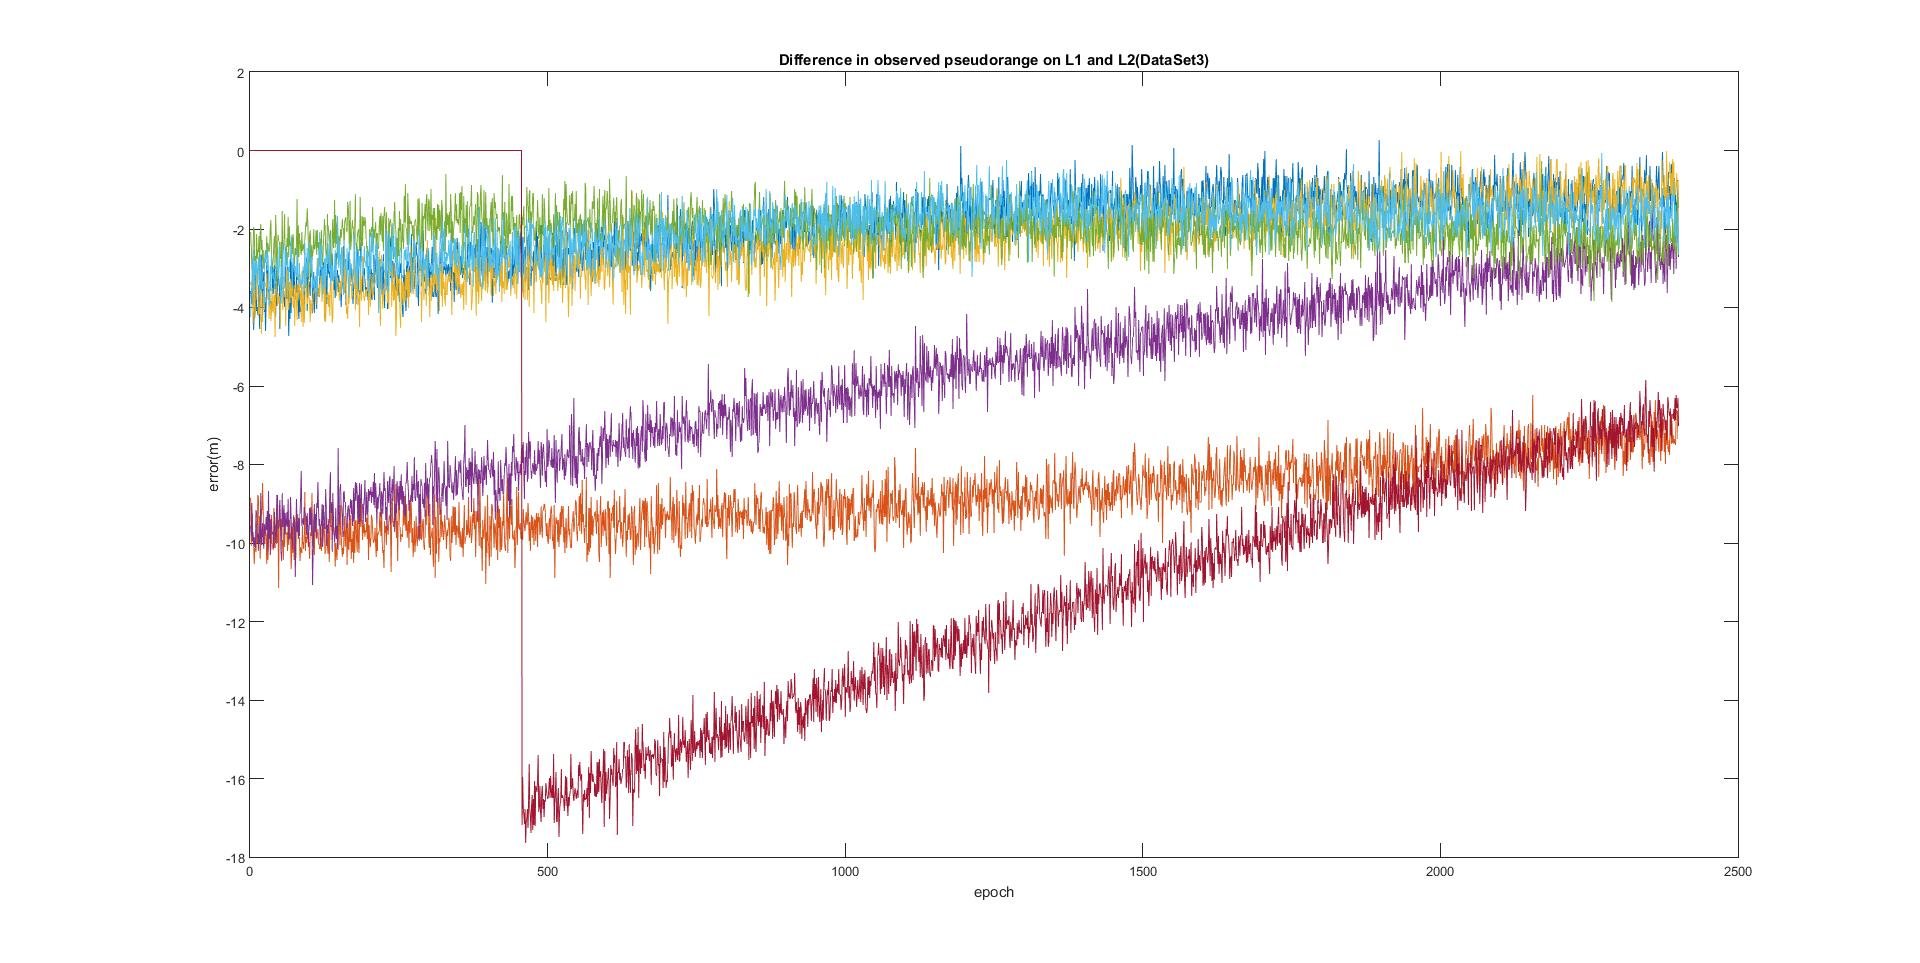 Difference in observed pseudorange on L1 and L2(DataSet3)
2
0
-2
-4
-6
-8
-10
-12
-14
-16
-18
error(m)
0 500 1000 1500 2000 2500
epoch